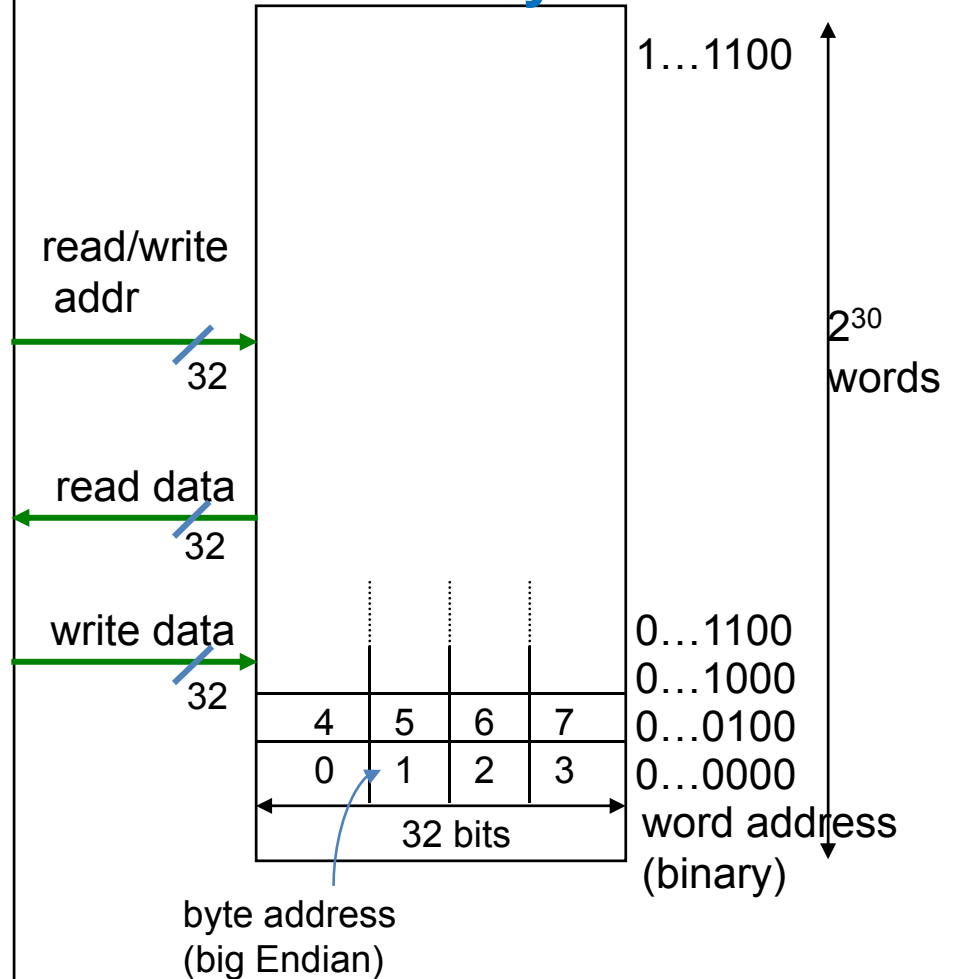 1…1100
read/write
addr
32
2³⁰
words
read data
32
write data
32
0…1100
0…1000
4 5 6 7 0…0100
0 1 2 3 0…0000
32 bits
word address
(binary)
byte address
(big Endian)